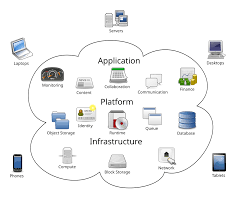 Servers
Application
Laptops
Desktops
Monitoring
Content
Collaboration
Communication
Finance
Platform
Object Storage
Identity
Runtime
Queue
Database
Infrastructure
Compute
Block Storage
Network
Phones
Tablets